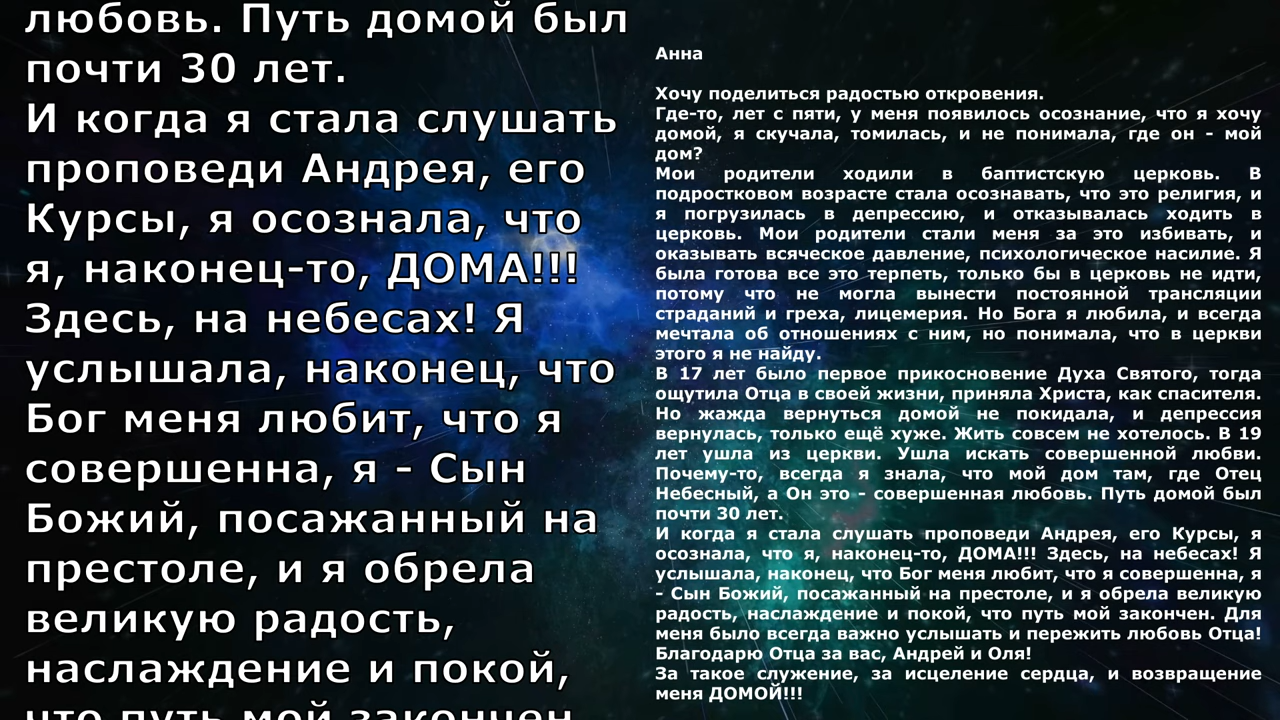 любовь. Путь домой был
почти 30 лет.
И когда я стала слушать
проповеди Андрея, его
Курсы, я осознала, что
я, наконец-то, ДОМА!!!
Здесь, на небесах! Я
услышала, наконец, что
Бог меня любит, что я
совершенна, я - Сын
Божий, посажанный на
престоле, и я обрела
великую радость,
наслаждение и покой,
что путь мой закончен.
Анна
Хочу поделиться радостью откровения.
Где-то, лет с пяти, у меня появилось осознание, что я хочу
домой, я скучала, томилась, и не понимала, где он - мой
дом?
Мои родители ходили в баптистскую церковь. В
подростковом возрасте стала осознавать, что это религия, и
я погрузилась в депрессию, и отказывалась ходить в
церковь. Мои родители стали меня за это избивать, и
оказывать всяческое давление, психологическое насилие. Я
была готова все это терпеть, только бы в церковь не идти,
потому что не могла вынести постоянной трансляции
страданий и греха, лицемерия. Но Бога я любила, и всегда
мечтала об отношениях с ним, но понимала, что в церкви
этого я не найду.
В 17 лет было первое прикосновение Духа Святого, тогда
ощутила Отца в своей жизни, приняла Христа, как спасителя.
Но жажда вернуться домой не покидала, и депрессия
вернулась, только ещё хуже. Жить совсем не хотелось. В 19
лет ушла из церкви. Ушла искать совершенной любви.
Почему-то, всегда я знала, что мой дом там, где Отец
Небесный, а Он это - совершенная любовь. Путь домой был
почти 30 лет.
И когда я стала слушать проповеди Андрея, его Курсы, я
осознала, что я, наконец-то, ДОМА!!! Здесь, на небесах! Я
услышала, наконец, что Бог меня любит, что я совершенна, я
- Сын Божий, посажанный на престоле, и я обрела великую
радость, наслаждение и покой, что путь мой закончен. Для
меня было всегда важно услышать и пережить любовь Отца!
Благодарю Отца за вас, Андрей и Оля!
За такое служение, за исцеление сердца, и возвращение
меня ДОМОЙ!!!